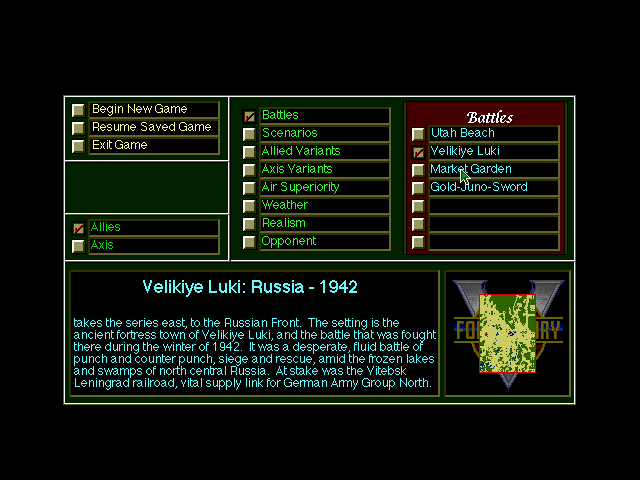 Begin New Game
Resume Saved Game
Exit Game
Allies
Axis
Battles
Scenarios
Allied Variants
Axis Variants
Air Superiority
Weather
Realism
Opponent
Battles
Utah Beach
Velikiye Luki
Market Garden
Gold-Juno-Sword
Velikiye Luki: Russia - 1942
takes the series east, to the Russian Front. The setting is the
ancient fortress town of Velikiye Luki, and the battle that was fought
there during the winter of 1942. It was a desperate, fluid battle of
punch and counter punch, siege and rescue, amid the frozen lakes
and swamps of north central Russia. At stake was the Vitebsk
Leningrad railroad, vital supply link for German Army Group North.